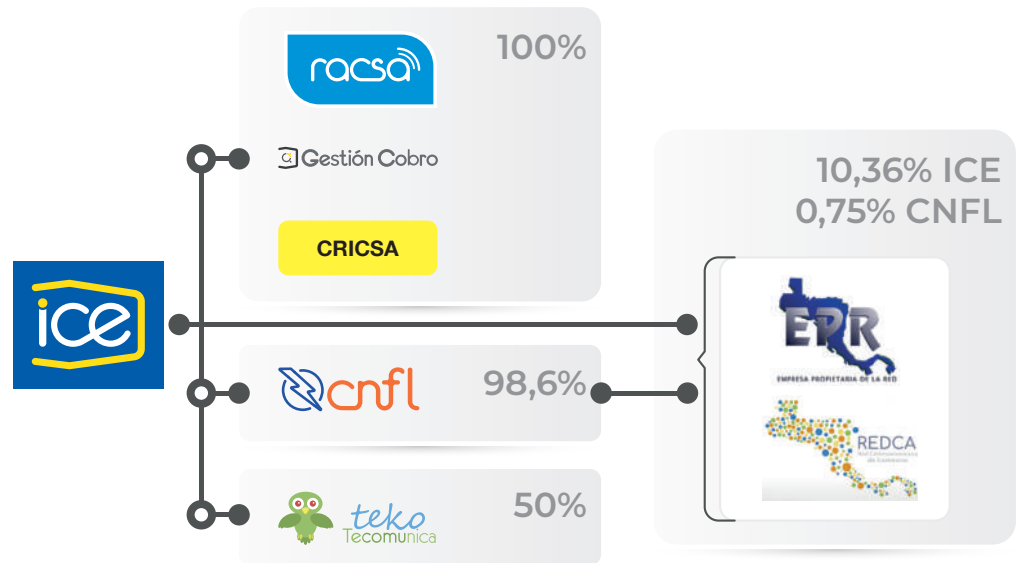 ice
racsa
100%
Gestión Cobro
CRICSA
cnfl
98,6%
teko
Tecomunica
50%
10,36% ICE
0,75% CNFL
EPR
EMPRESA PROPIETARIA DE LA RED
REDCA